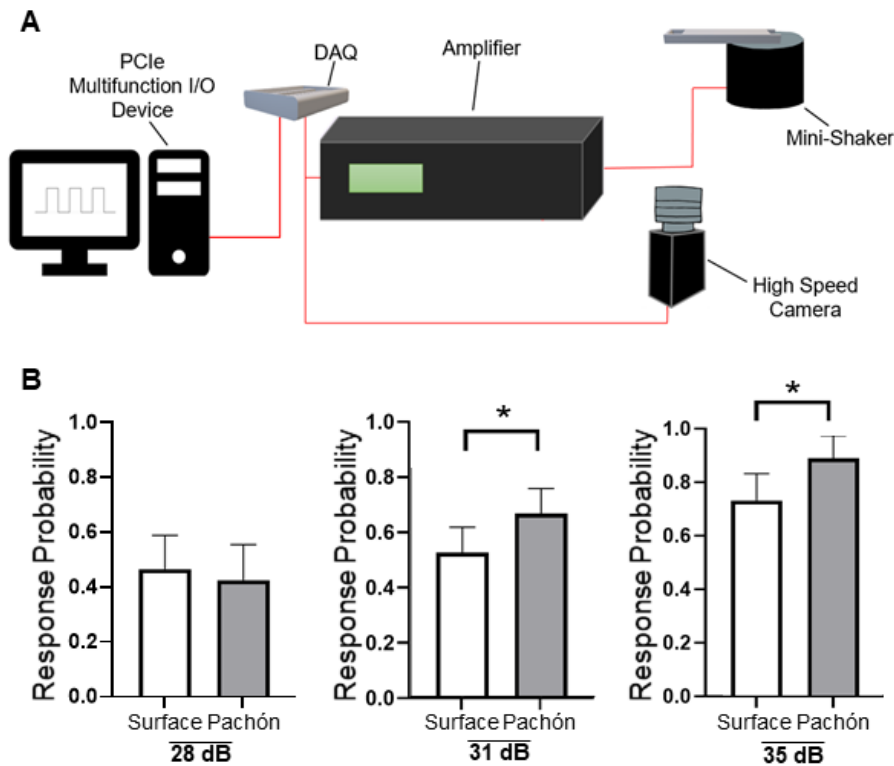 A
PCIe
Multifunction I/O
Device
DAQ
Amplifier
Mini-Shaker
High Speed
Camera
B
Response Probability
1.0
0.8
0.6
0.4
0.2
0.0
Surface Pachón
28 dB
Response Probability
1.0
0.8
0.6
0.4
0.2
0.0
*
Surface Pachón
31 dB
Response Probability
1.0
0.8
0.6
0.4
0.2
0.0
*
Surface Pachón
35 dB